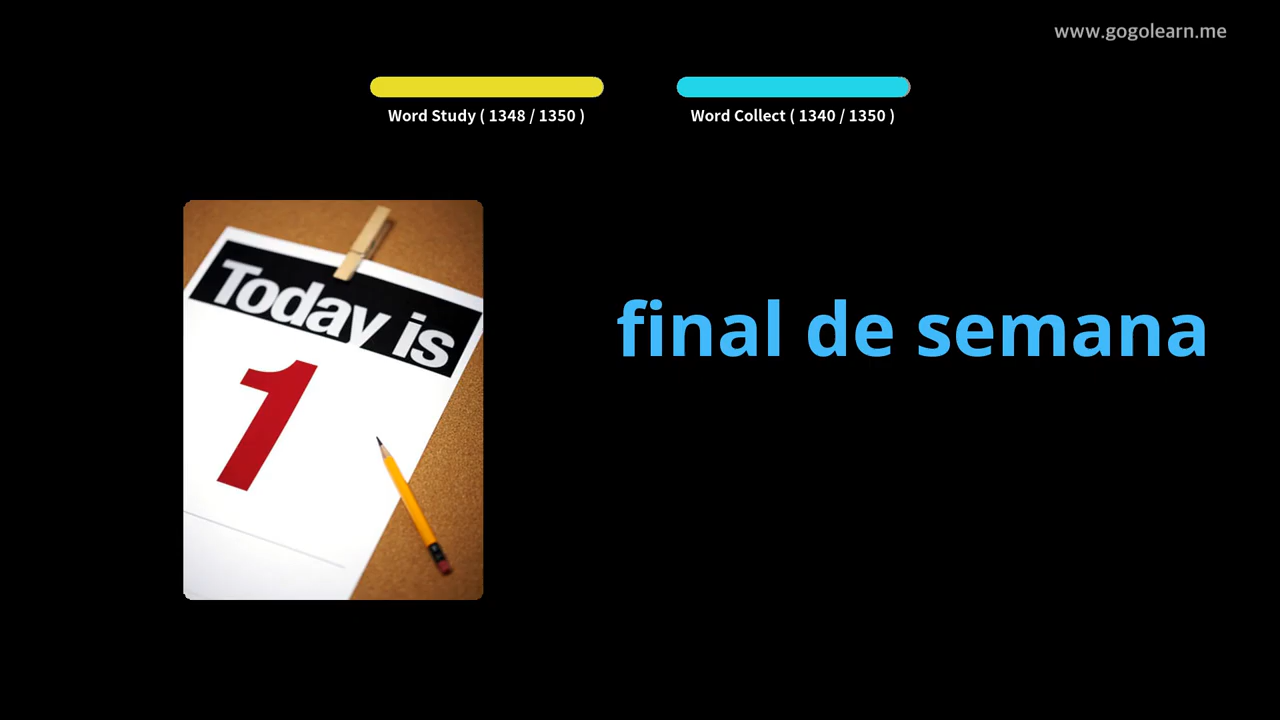 www.gogolearn.me
Word Study ( 1348 / 1350 )
Word Collect ( 1340 / 1350 )
Today is
1
final de semana